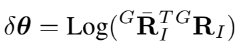 δ𝜽 = Log(^G R̄_I^T ^G R_I)